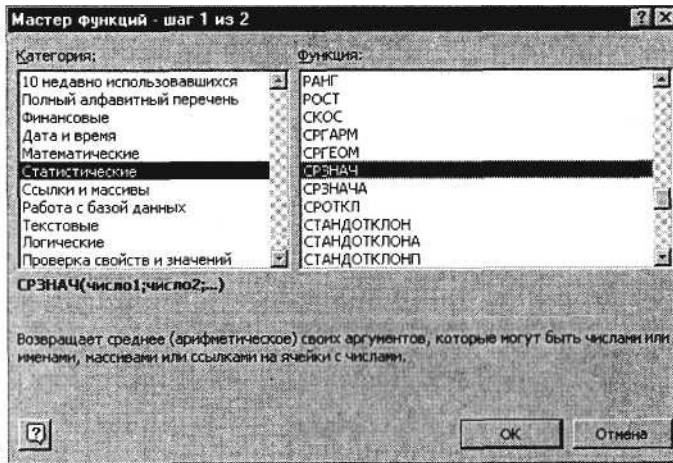 Мастер функций - шаг 1 из 2
Категория:
10 недавно использовавшихся
Полный алфавитный перечень
Финансовые
Дата и время
Математические
Статистические
Ссылки и массивы
Работа с базой данных
Текстовые
Логические
Проверка свойств и значений
Функция:
РАНГ
РОСТ
СКОС
СРГАРМ
СРГЕОМ
СРЗНАЧ
СРЗНАЧА
СРОТКЛ
СТАНДОТКЛОН
СТАНДОТКЛОНА
СТАНДОТКЛОНП
СРЗНАЧ(число1;число2;...)
Возвращает среднее (арифметическое) своих аргументов, которые могут быть числами или
именами, массивами или ссылками на ячейки с числами.
ОК
Отмена